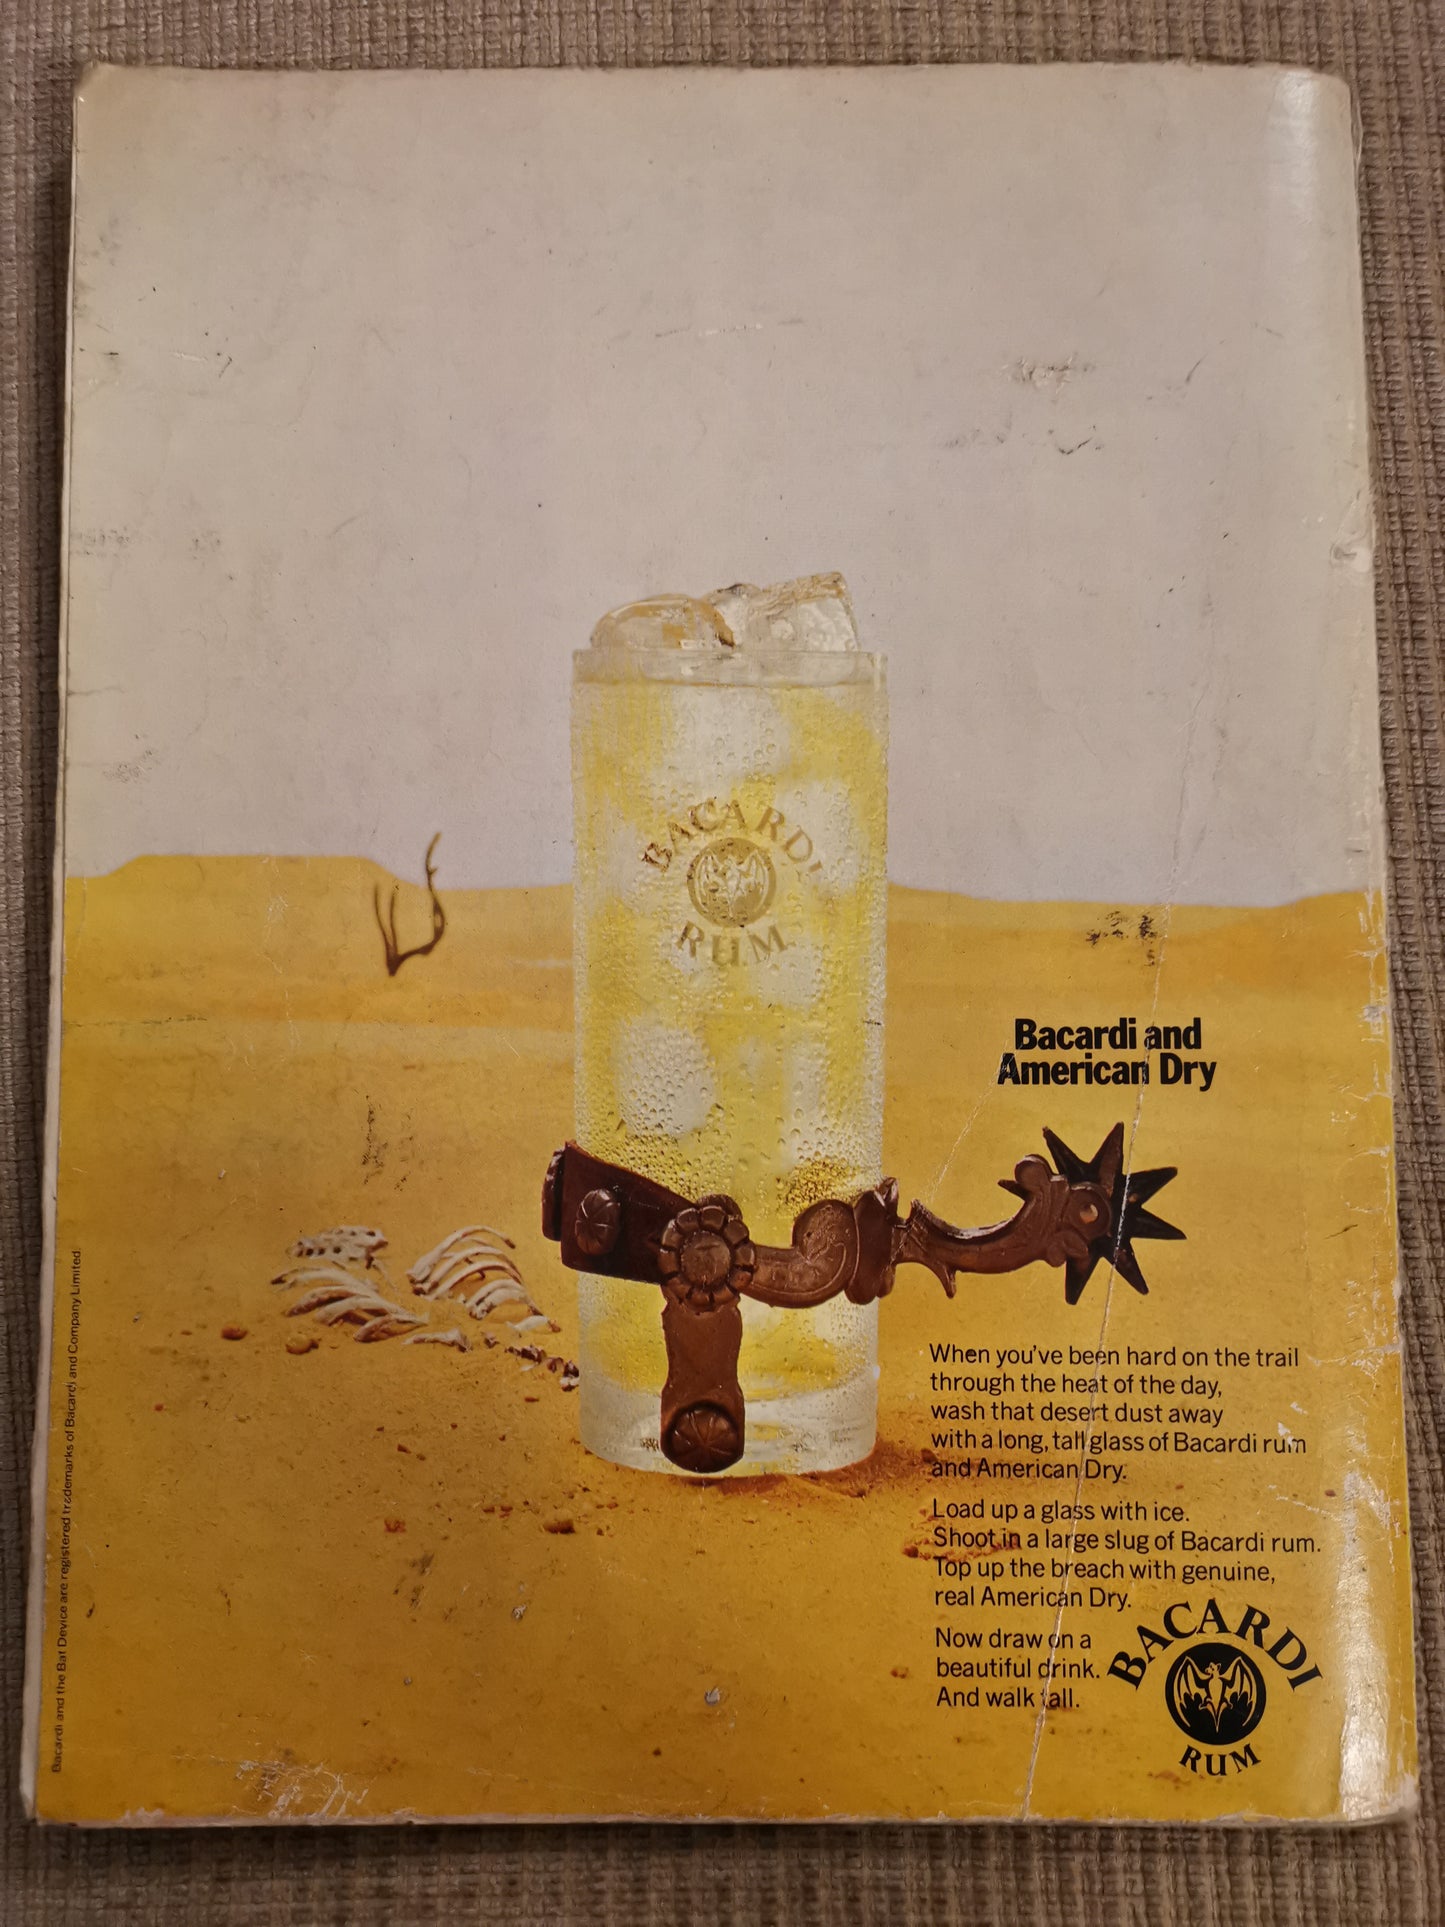 BACARDI
RUM
Bacardi and
American Dry
When you've been hard on the trail
through the heat of the day,
wash that desert dust away
with a long, tall glass of Bacardi rum
and American Dry.
Load up a glass with ice.
Shoot in a large slug of Bacardi rum.
Top up the breach with genuine,
real American Dry.
Now draw on a
beautiful drink.
And walk tall.
BACARDI
RUM
Bacardi and the Bat Device are registered trademarks of Bacardi and Company Limited.